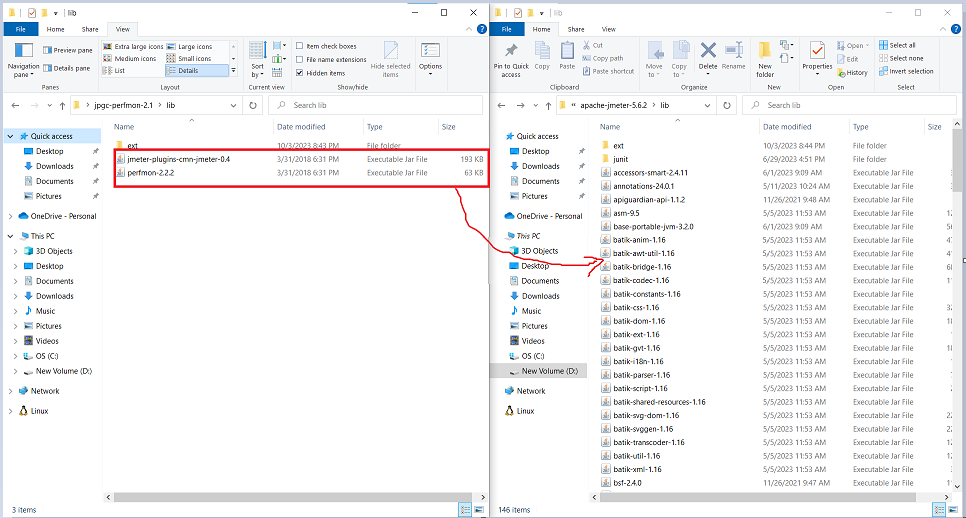 lib
File
Home
Share
View
Navigation pane
Preview pane
Details pane
Panes
Extra large icons
Large icons
Medium icons
Small icons
List
Details
Layout
Sort by
Current view
Item check boxes
File name extensions
Hidden items
Hide selected items
Show/hide
Options
jpgc-perfmon-2.1 > lib
Search lib
Name Date modified Type Size
ext 10/3/2023 8:43 PM File folder
jmeter-plugins-cmn-jmeter-0.4 3/31/2018 6:31 PM Executable Jar File 193 KB
perfmon-2.2.2 3/31/2018 6:31 PM Executable Jar File 63 KB
Quick access
Desktop
Downloads
Documents
Pictures
OneDrive - Personal
This PC
3D Objects
Desktop
Documents
Downloads
Music
Pictures
Videos
OS (C:)
New Volume (D:)
Network
Linux
3 items
lib
File
Home
Share
View
Pin to Quick access
Copy
Paste
Cut
Copy path
Paste shortcut
Clipboard
Move to
Copy to
Delete
Rename
Organize
New folder
New
Properties
Open
Edit
History
Open
Select all
Select none
Invert selection
Select
« apache-jmeter-5.6.2 > lib
Search lib
Name Date modified Type Size
ext 10/3/2023 8:44 PM File folder
junit 6/29/2023 4:51 PM File folder
accessors-smart-2.4.11 6/1/2023 9:09 AM Executable Jar File
annotations-24.0.1 5/11/2023 10:24 AM Executable Jar File
apiguardian-api-1.1.2 11/26/2021 9:48 AM Executable Jar File
asm-9.5 5/5/2023 11:53 AM Executable Jar File
base-portable-jvm-3.2.0 6/1/2023 9:09 AM Executable Jar File
batik-anim-1.16 5/5/2023 11:53 AM Executable Jar File
batik-awt-util-1.16 5/5/2023 11:53 AM Executable Jar File
batik-bridge-1.16 5/5/2023 11:53 AM Executable Jar File
batik-codec-1.16 5/5/2023 11:53 AM Executable Jar File
batik-constants-1.16 5/5/2023 11:53 AM Executable Jar File
batik-css-1.16 5/5/2023 11:53 AM Executable Jar File
batik-dom-1.16 5/5/2023 11:53 AM Executable Jar File
batik-ext-1.16 5/5/2023 11:53 AM Executable Jar File
batik-gvt-1.16 5/5/2023 11:53 AM Executable Jar File
batik-i18n-1.16 5/5/2023 11:53 AM Executable Jar File
batik-parser-1.16 5/5/2023 11:53 AM Executable Jar File
batik-script-1.16 5/5/2023 11:53 AM Executable Jar File
batik-shared-resources-1.16 5/5/2023 11:53 AM Executable Jar File
batik-svg-dom-1.16 5/5/2023 11:53 AM Executable Jar File
batik-svggen-1.16 5/5/2023 11:53 AM Executable Jar File
batik-transcoder-1.16 5/5/2023 11:53 AM Executable Jar File
batik-util-1.16 5/5/2023 11:53 AM Executable Jar File
batik-xml-1.16 5/5/2023 11:53 AM Executable Jar File
bsf-2.4.0 11/26/2021 9:48 AM Executable Jar File
Quick access
Desktop
Downloads
Documents
Pictures
OneDrive - Personal
This PC
3D Objects
Desktop
Documents
Downloads
Music
Pictures
Videos
OS (C:)
New Volume (D:)
Network
Linux
146 items